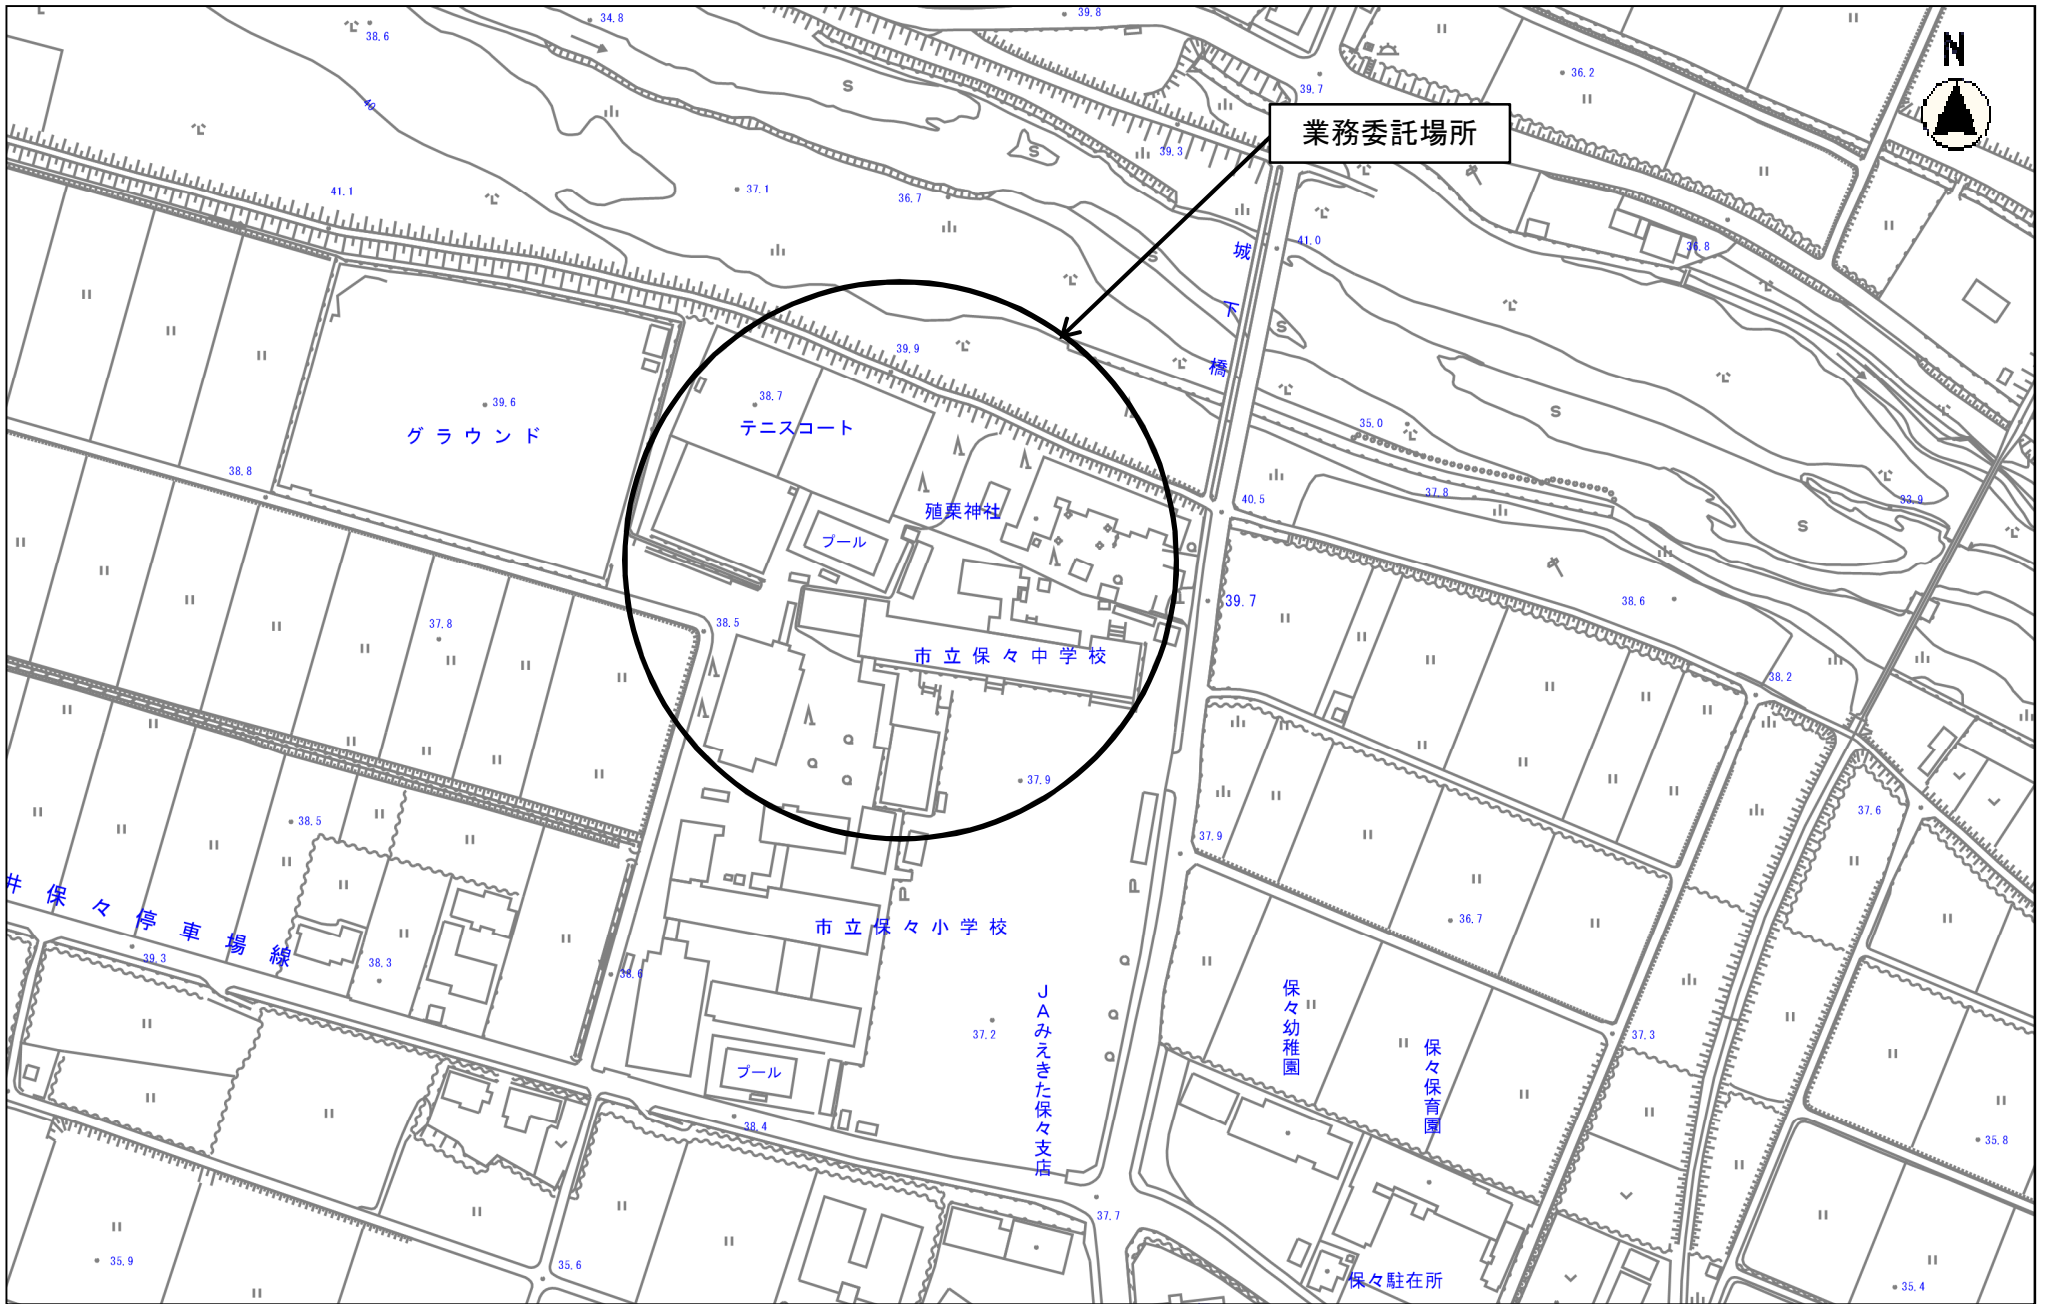 34.8
39.8
38.6
N
36.2
39.7
40
業務委託場所
39.3
41.1
37.1
36.7
城下橋
41.0
36.8
39.9
38.7
39.6
テニスコート
グラウンド
35.0
38.8
37.8
40.5
33.9
殖栗神社
プール
39.7
38.6
38.5
37.8
市立保々中学校
38.2
37.9
37.6
38.5
37.9
井保々停車場線
36.7
市立保々小学校
39.3
38.3
38.6
JAみえきた保々支店
保々幼稚園
37.2
37.3
保々保育園
プール
38.4
35.8
37.7
35.9
35.6
保々駐在所
35.4